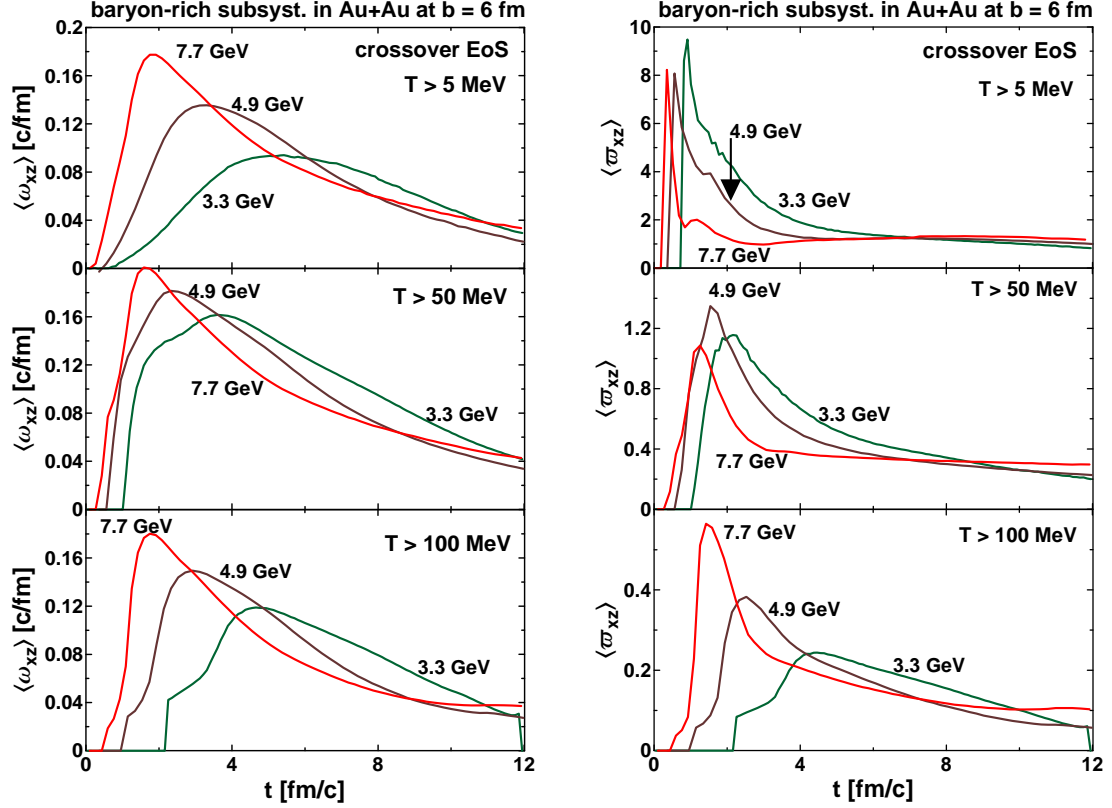 baryon-rich subsyst. in Au+Au at b = 6 fm
0.2
0.16
0.12
0.08
0.04
0
⟨ω_xz⟩ [c/fm]
7.7 GeV
crossover EoS
T > 5 MeV
4.9 GeV
3.3 GeV
0.16
0.12
0.08
0.04
0
⟨ω_xz⟩ [c/fm]
4.9 GeV
T > 50 MeV
7.7 GeV
3.3 GeV
0.16
0.12
0.08
0.04
0
⟨ω_xz⟩ [c/fm]
7.7 GeV
T > 100 MeV
4.9 GeV
3.3 GeV
0 4 8 12
t [fm/c]
baryon-rich subsyst. in Au+Au at b = 6 fm
10
8
6
4
2
0
⟨ϖ_xz⟩
crossover EoS
T > 5 MeV
4.9 GeV
3.3 GeV
7.7 GeV
1.2
0.8
0.4
0
⟨ϖ_xz⟩
4.9 GeV
T > 50 MeV
3.3 GeV
7.7 GeV
0.6
0.4
0.2
0
⟨ϖ_xz⟩
7.7 GeV
T > 100 MeV
4.9 GeV
3.3 GeV
0 4 8 12
t [fm/c]